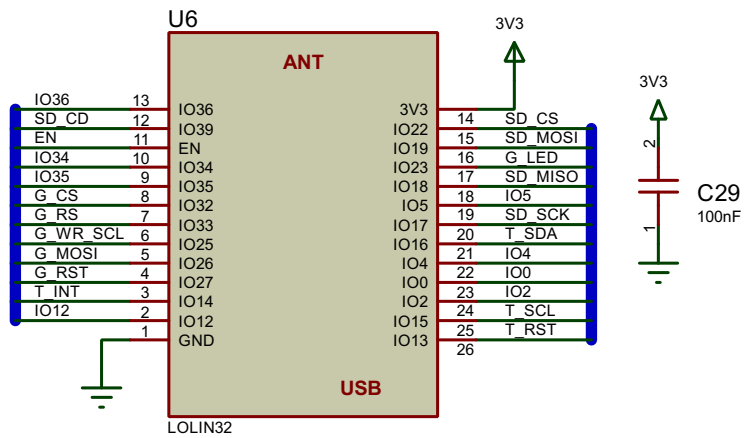 U6
ANT
3V3
IO36 13 IO36
SD_CD 12 IO39
EN 11 EN
IO34 10 IO34
IO35 9 IO35
G_CS 8 IO32
G_RS 7 IO33
G_WR_SCL 6 IO25
G_MOSI 5 IO26
G_RST 4 IO27
T_INT 3 IO14
IO12 2 IO12
1 GND
3V3 14
IO22 15 SD_CS
IO19 16 SD_MOSI
IO23 17 G_LED
IO18 18 SD_MISO
IO5 19 IO5
IO17 20 SD_SCK
IO16 21 T_SDA
IO4 22 IO4
IO0 23 IO0
IO2 24 IO2
IO15 25 T_SCL
IO13 26 T_RST
USB
LOLIN32
3V3
2
C29
100nF
1